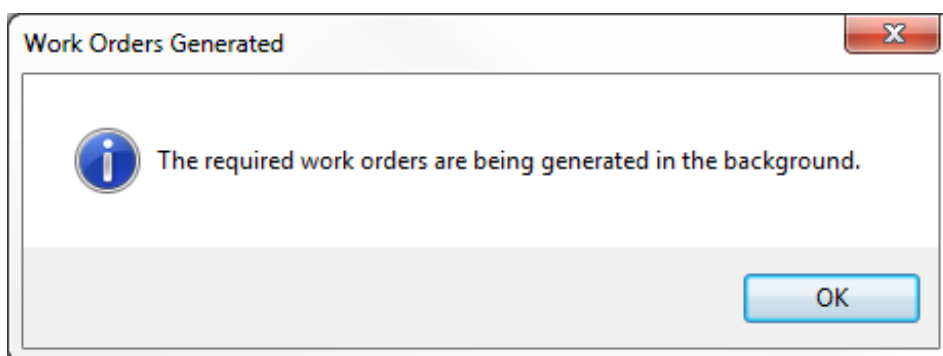 Work Orders Generated
The required work orders are being generated in the background.
OK